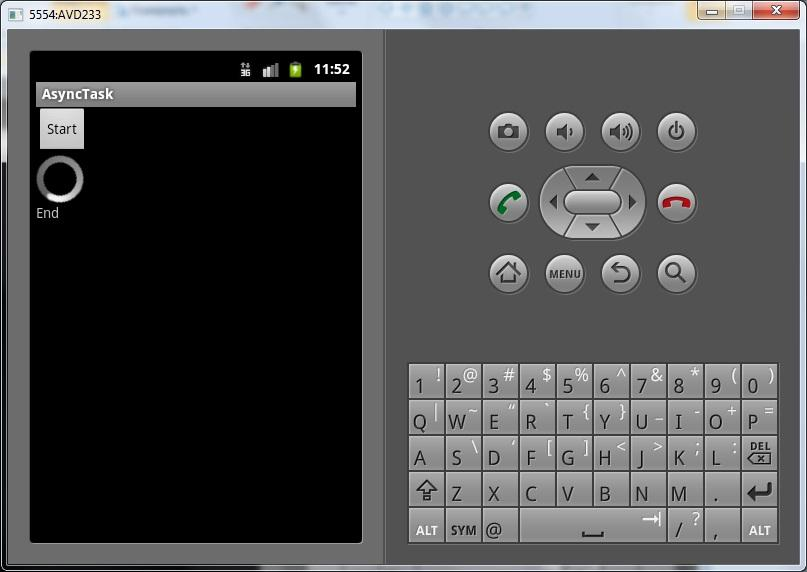 5554:AVD233
3G 11:52
AsyncTask
Start
End
MENU
1 ! 2 @ 3 # 4 $ 5 % 6 ^ 7 & 8 * 9 ( 0 )
Q | W ~ E “ R ` T { Y } U _ I - O + P =
A S \ D ‘ F [ G ] H < J > K ; L : DEL
Z X C V B N M .
ALT SYM @ / ? , ALT